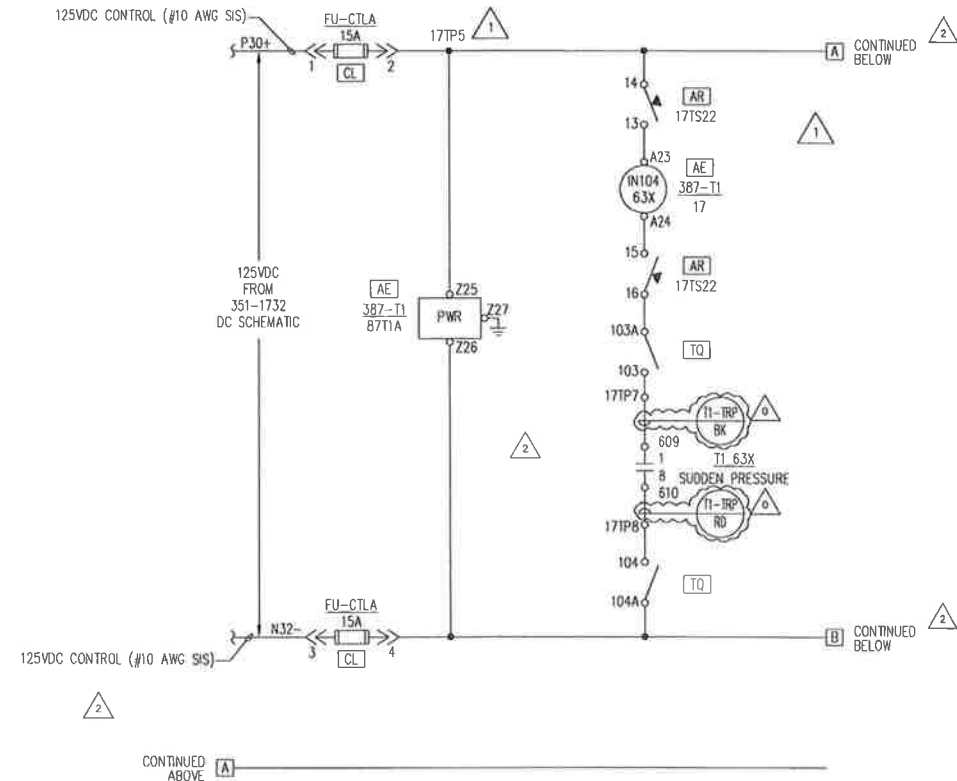 125VDC CONTROL (#10 AWG SIS)
FU-CTLA
15A
P30+
1
2
CL
17TP5
1
A
CONTINUED
BELOW
2
14
AR
17TS22
13
1
A23
IN104
63X
AE
387-T1
17
A24
15
AR
17TS22
16
125VDC
FROM
351-1732
DC SCHEMATIC
AE
387-T1
87T1A
Z25
PWR
Z27
Z26
103A
TQ
103
17TP7
T1-TRP
BK
0
609
1
T1 63X
8
SUDDEN PRESSURE
610
2
T1-TRP
RD
0
17TP8
104
TQ
104A
FU-CTLA
15A
N32-
3
4
CL
B
CONTINUED
BELOW
2
125VDC CONTROL (#10 AWG SIS)
2
CONTINUED
ABOVE
A